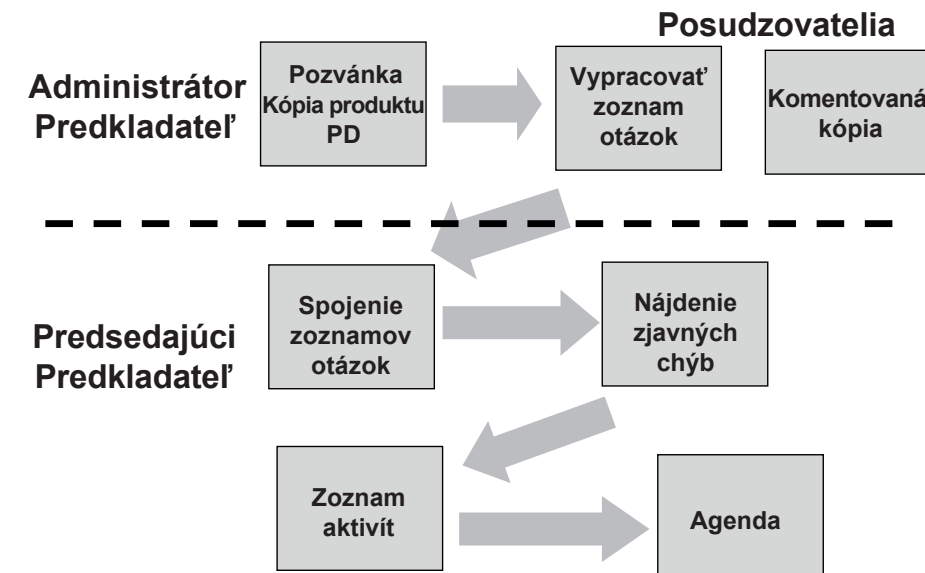 Posudzovatelia
Administrátor
Predkladateľ
Pozvánka
Kópia produktu
PD
Vypracovať
zoznam
otázok
Komentovaná
kópia
Predsedajúci
Predkladateľ
Spojenie
zoznamov
otázok
Nájdenie
zjavných
chýb
Zoznam
aktivít
Agenda